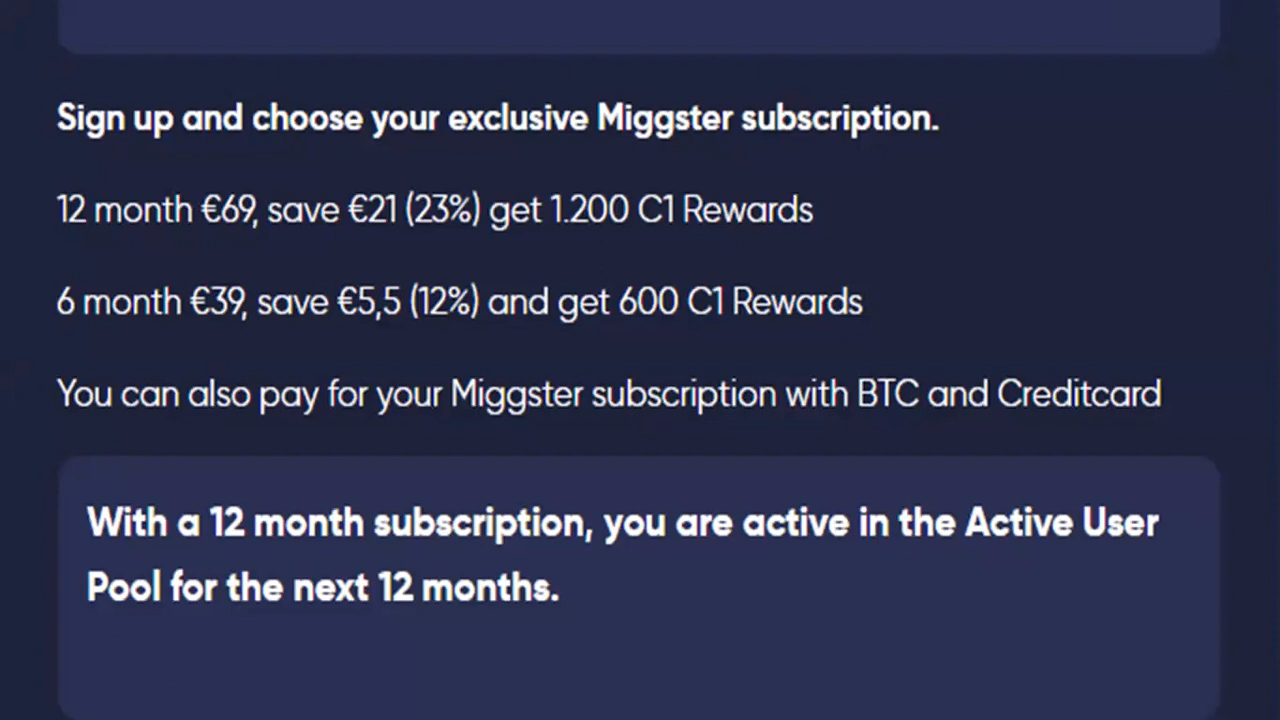 Sign up and choose your exclusive Miggster subscription.
12 month €69, save €21 (23%) get 1.200 C1 Rewards
6 month €39, save €5,5 (12%) and get 600 C1 Rewards
You can also pay for your Miggster subscription with BTC and Creditcard
With a 12 month subscription, you are active in the Active User
Pool for the next 12 months.